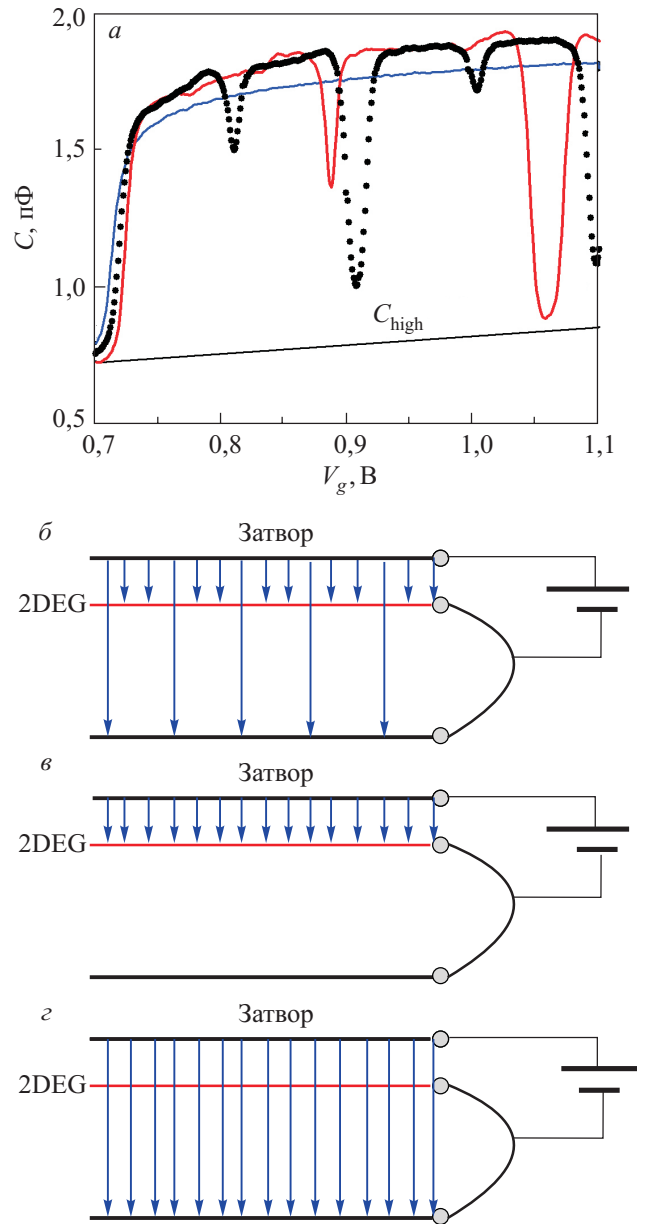 а
2,0
1,5
1,0
0,5
C, пФ
C_high
0,7 0,8 0,9 1,0 1,1
V_g, В
б
Затвор
2DEG
в
Затвор
2DEG
г
Затвор
2DEG